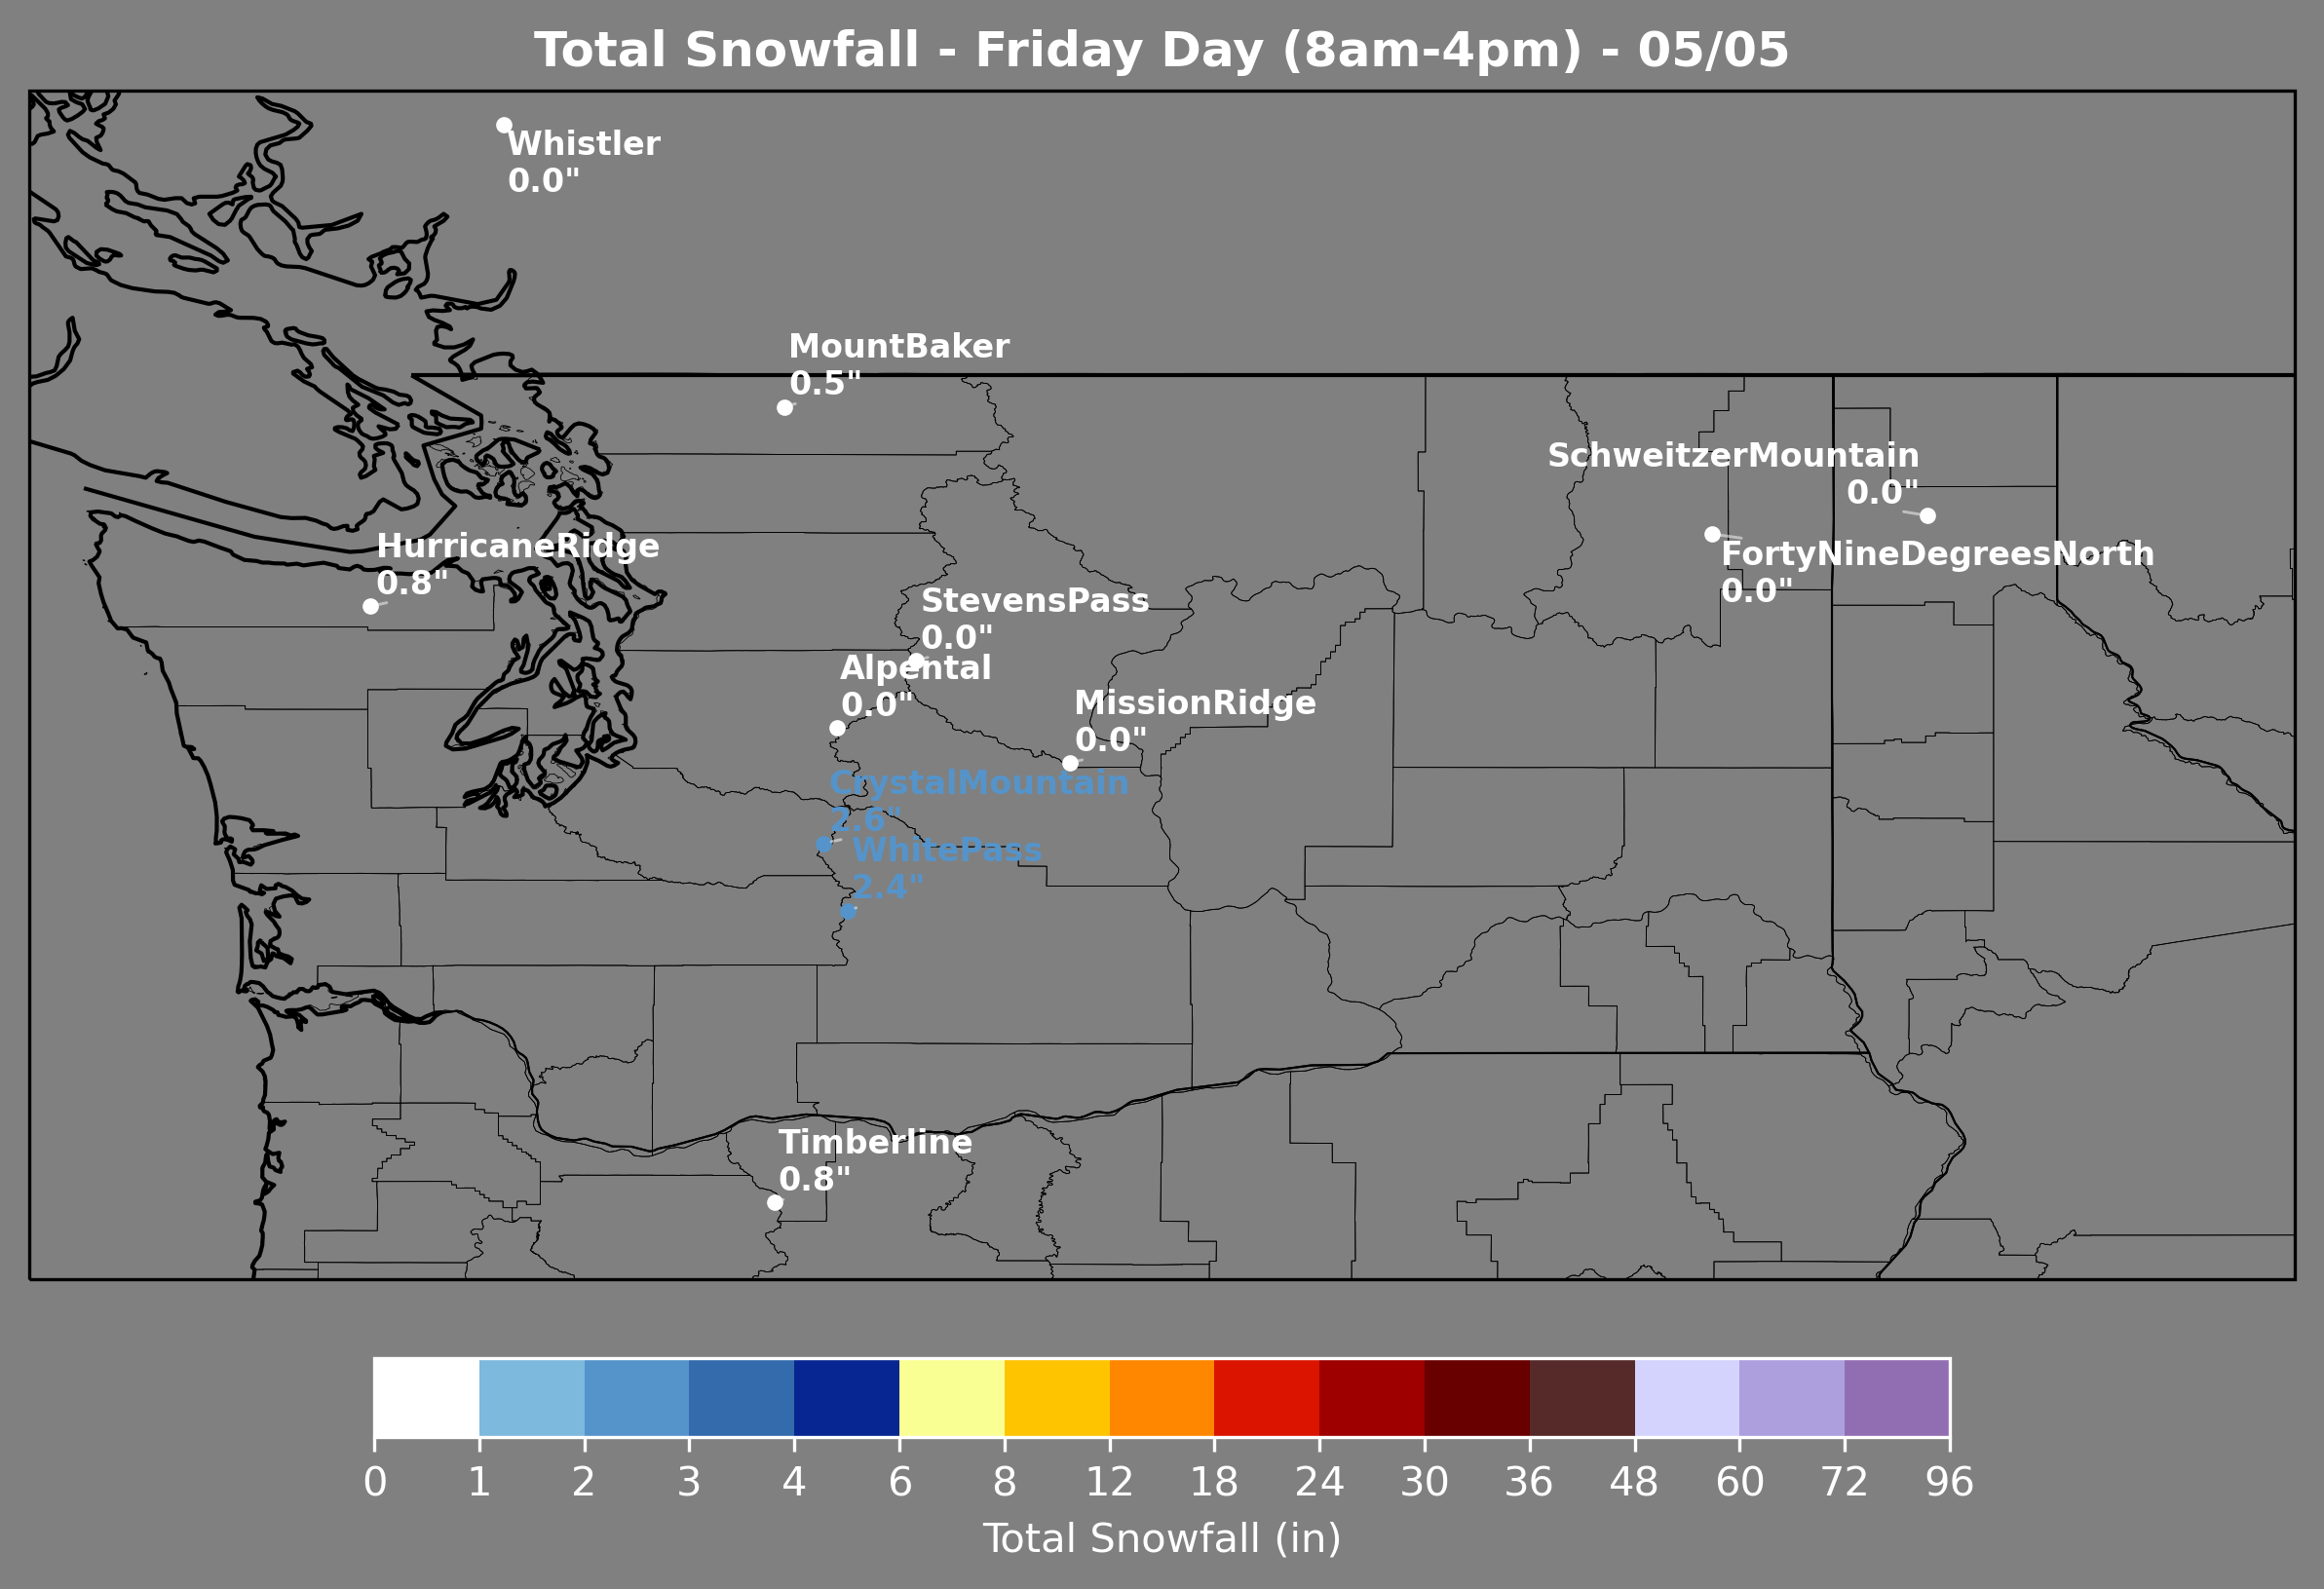 Total Snowfall - Friday Day (8am-4pm) - 05/05
Whistler
0.0"
MountBaker
0.5"
SchweitzerMountain
0.0"
HurricaneRidge
0.8"
FortyNineDegreesNorth
0.0"
StevensPass
0.0"
Alpental
0.0"
MissionRidge
0.0"
CrystalMountain
2.6"
WhitePass
2.4"
Timberline
0.8"
0 1 2 3 4 6 8 12 18 24 30 36 48 60 72 96
Total Snowfall (in)